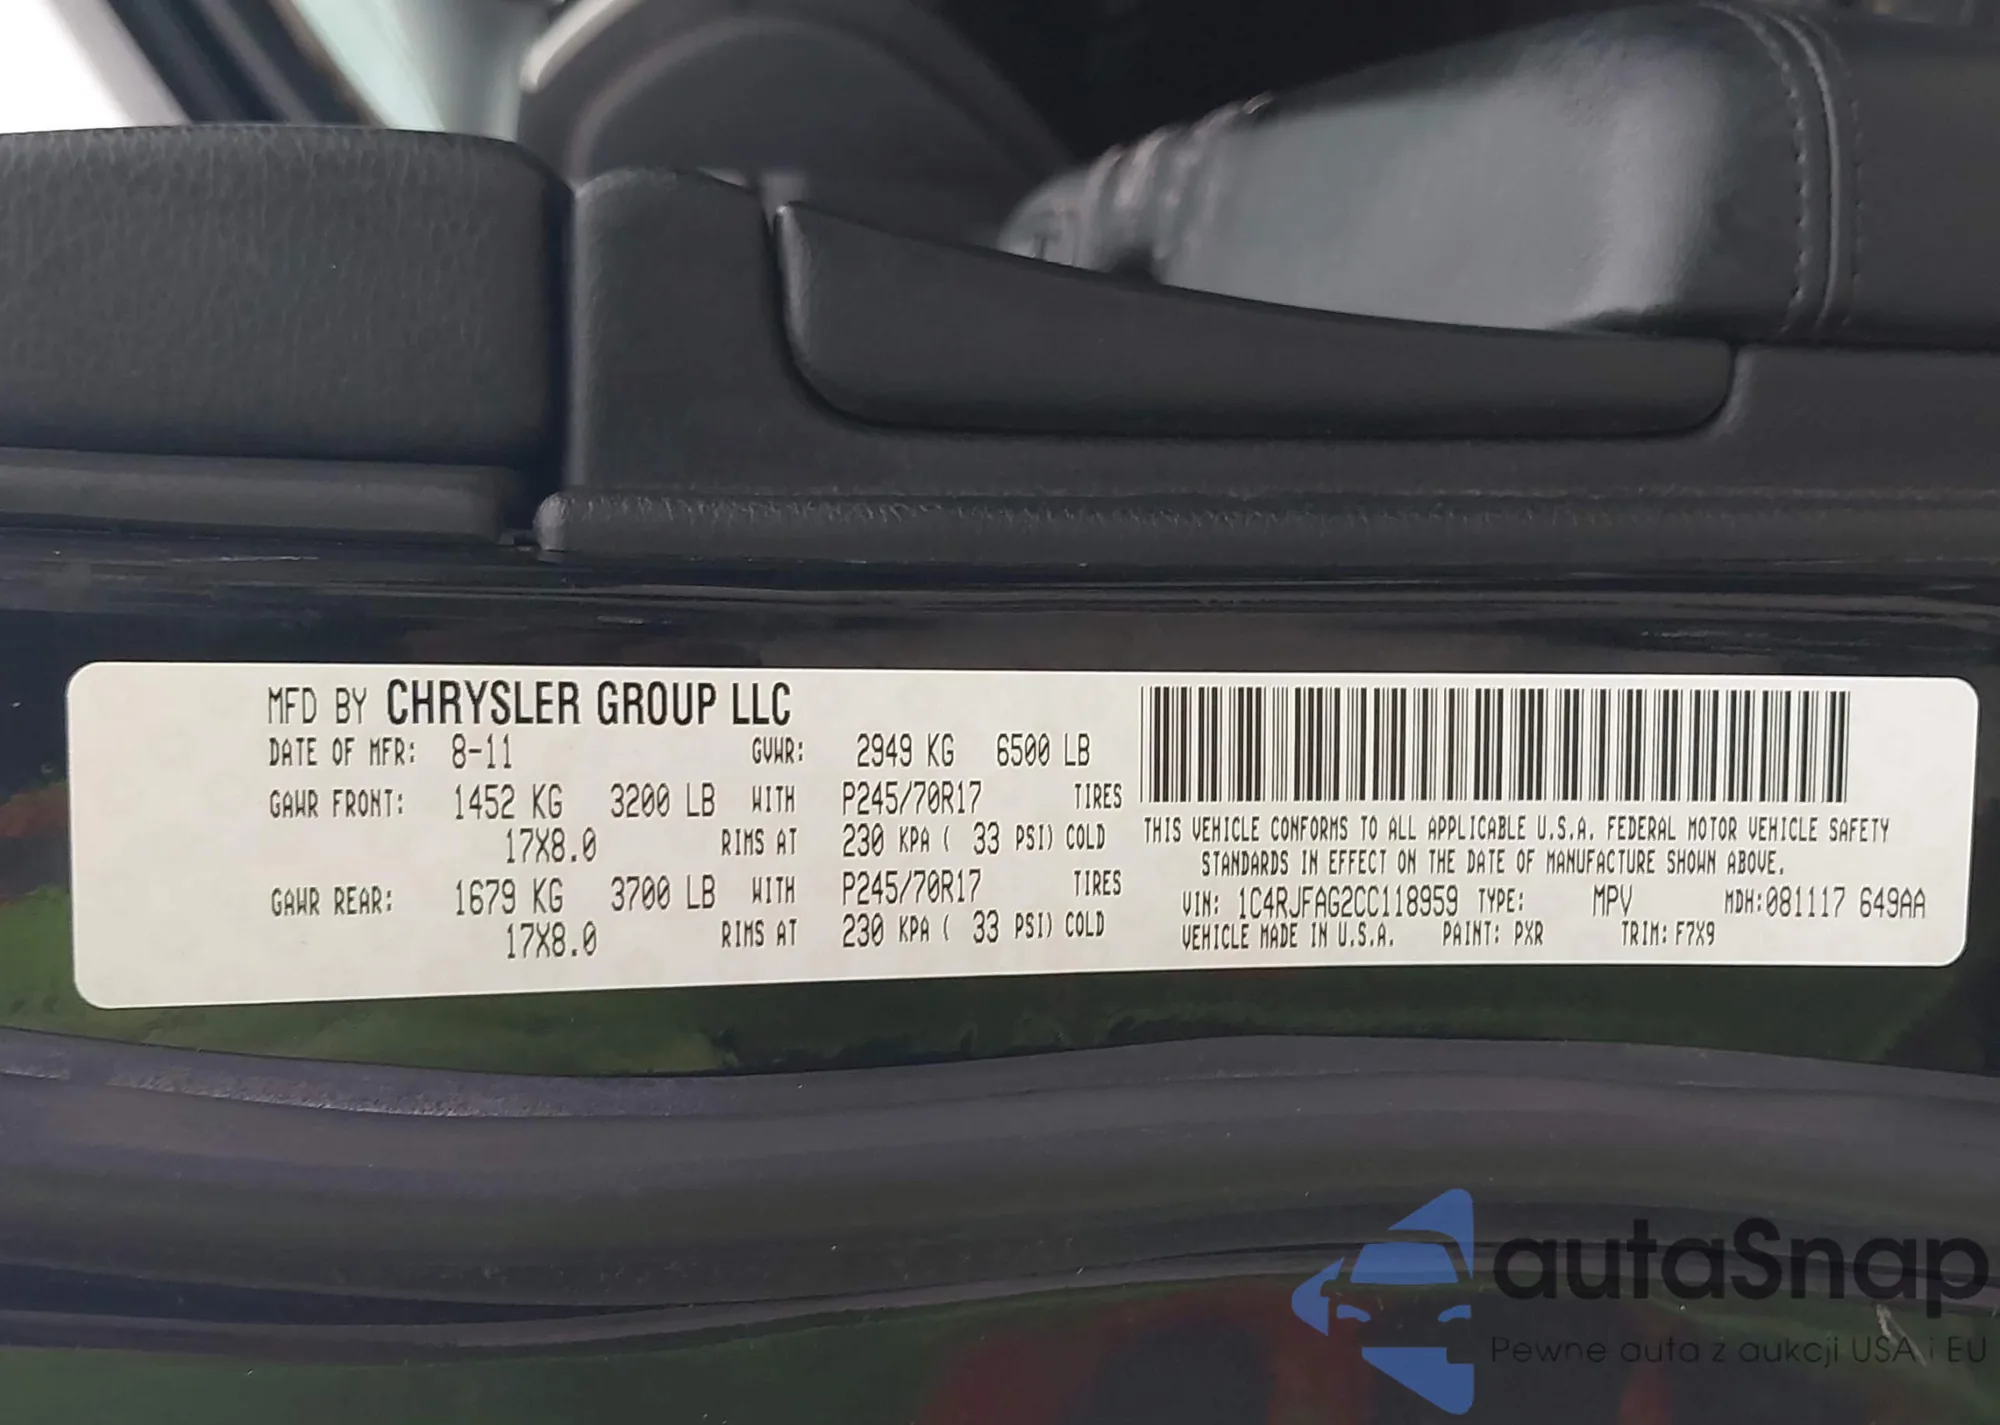 MFD BY CHRYSLER GROUP LLC
DATE OF MFR: 8-11 GVWR: 2949 KG 6500 LB
GAWR FRONT: 1452 KG 3200 LB WITH P245/70R17 TIRES
17X8.0 RIMS AT 230 KPA ( 33 PSI) COLD
GAWR REAR: 1679 KG 3700 LB WITH P245/70R17 TIRES
17X8.0 RIMS AT 230 KPA ( 33 PSI) COLD
THIS VEHICLE CONFORMS TO ALL APPLICABLE U.S.A. FEDERAL MOTOR VEHICLE SAFETY
STANDARDS IN EFFECT ON THE DATE OF MANUFACTURE SHOWN ABOVE.
VIN: 1C4RJFAG2CC118959 TYPE: MPV MDH:081117 649AA
VEHICLE MADE IN U.S.A. PAINT: PXR TRIM: F7X9
autaSnap
Pewne auta z aukcji USA i EU